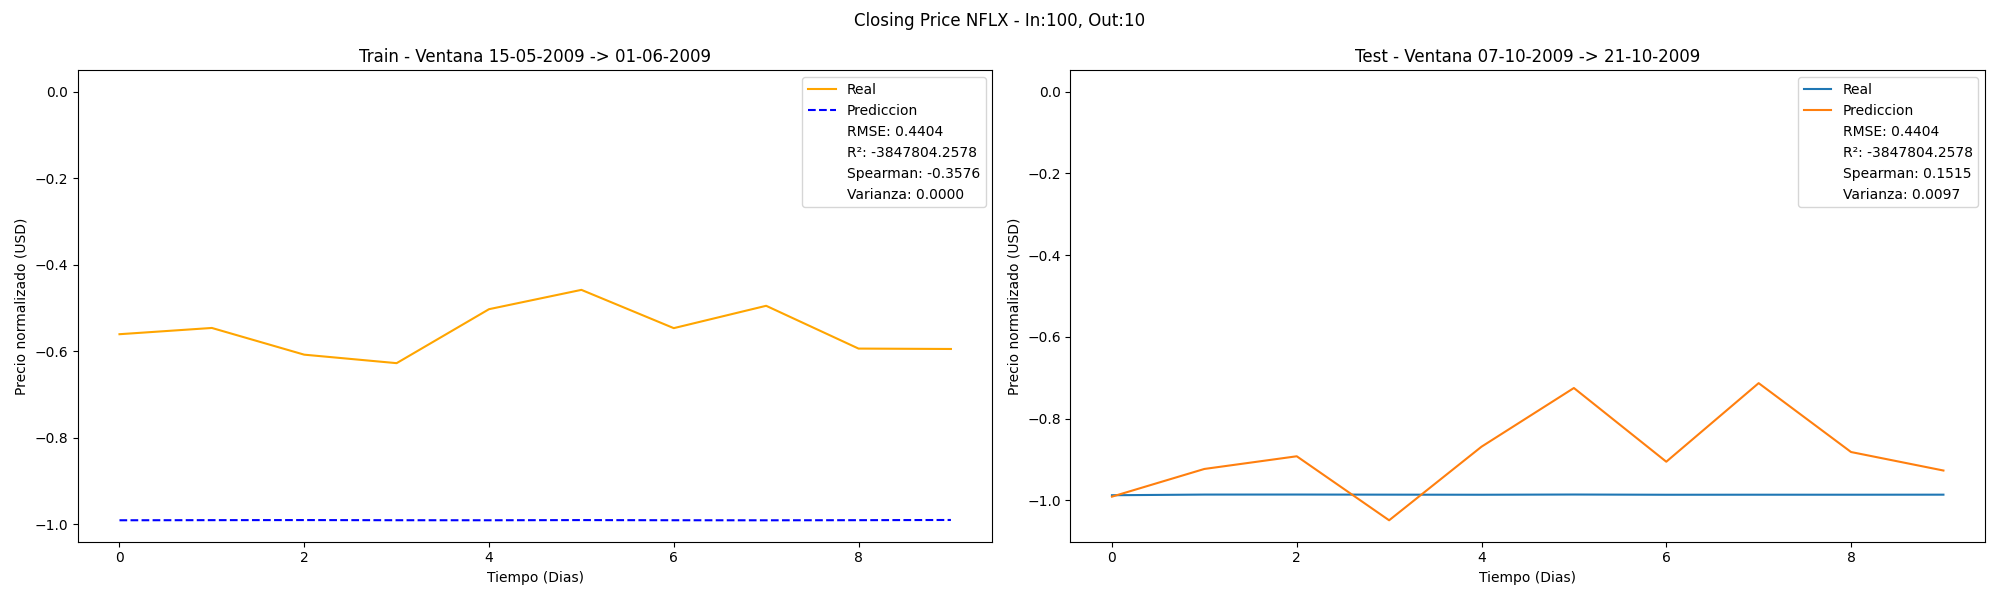 Closing Price NFLX - In:100, Out:10
Train - Ventana 15-05-2009 -> 01-06-2009
Precio normalizado (USD)
0.0
−0.2
−0.4
−0.6
−0.8
−1.0
Real
Prediccion
RMSE: 0.4404
R²: -3847804.2578
Spearman: -0.3576
Varianza: 0.0000
0
2
4
6
8
Tiempo (Dias)
Test - Ventana 07-10-2009 -> 21-10-2009
Precio normalizado (USD)
0.0
−0.2
−0.4
−0.6
−0.8
−1.0
Real
Prediccion
RMSE: 0.4404
R²: -3847804.2578
Spearman: 0.1515
Varianza: 0.0097
0
2
4
6
8
Tiempo (Dias)